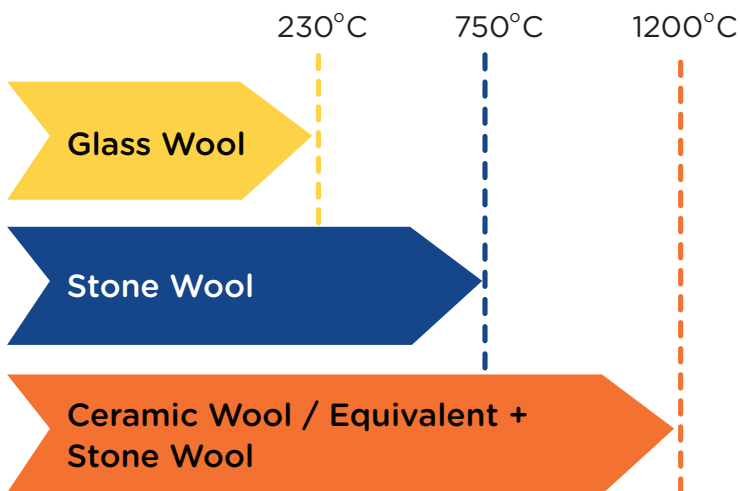 230°C 750°C 1200°C
Glass Wool
Stone Wool
Ceramic Wool / Equivalent +
Stone Wool